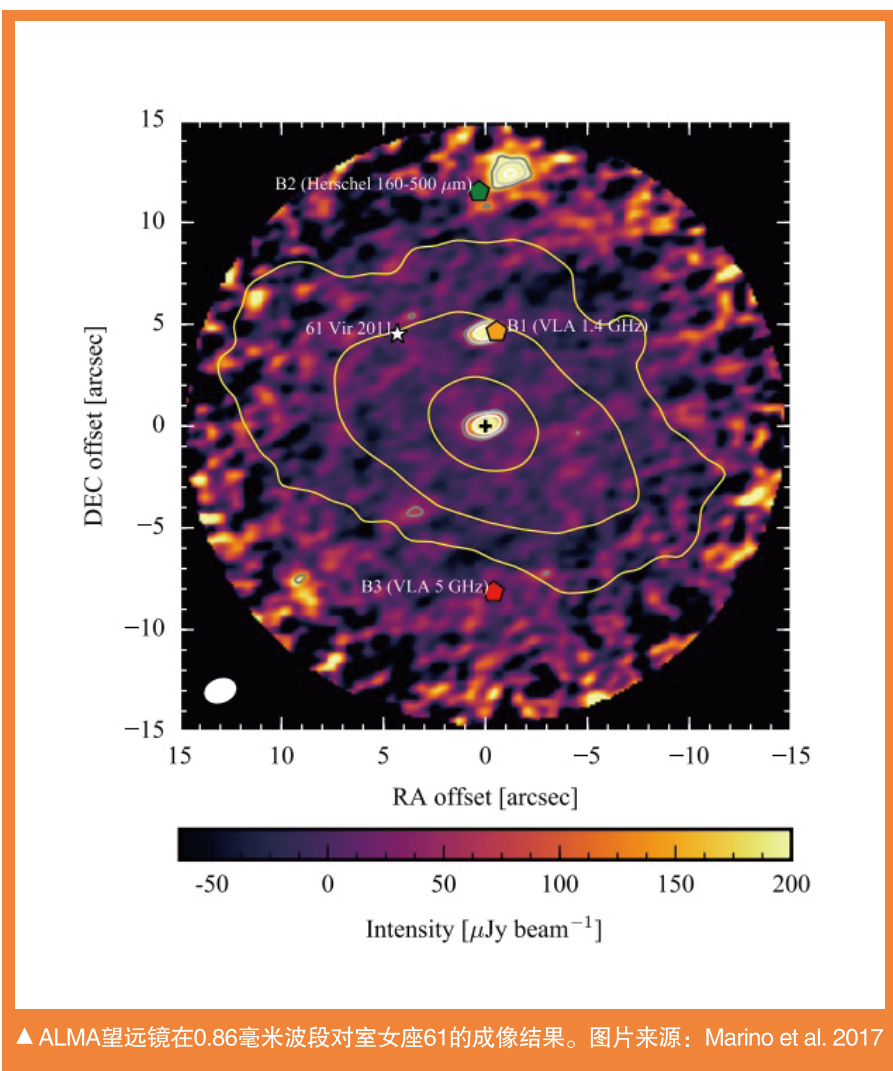 15
B2 (Herschel 160-500 μm)
10
61 Vir 2011
B1 (VLA 1.4 GHz)
5
DEC offset [arcsec]
0
−5
B3 (VLA 5 GHz)
−10
−15
15 10 5 0 −5 −10 −15
RA offset [arcsec]
-50 0 50 100 150 200
Intensity [μJy beam⁻¹]
▲ ALMA望远镜在0.86毫米波段对室女座61的成像结果。图片来源：Marino et al. 2017